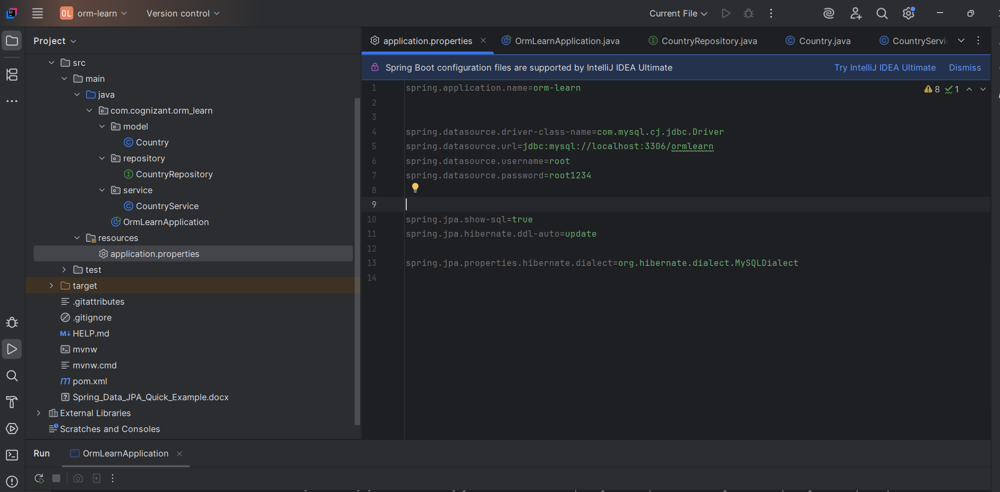 OL orm-learn Version control Current File
Project
src
main
java
com.cognizant.orm_learn
model
Country
repository
CountryRepository
service
CountryService
OrmLearnApplication
resources
application.properties
test
target
.gitattributes
.gitignore
HELP.md
mvnw
mvnw.cmd
pom.xml
Spring_Data_JPA_Quick_Example.docx
External Libraries
Scratches and Consoles
application.properties OrmLearnApplication.java CountryRepository.java Country.java CountryServi
Spring Boot configuration files are supported by IntelliJ IDEA Ultimate Try IntelliJ IDEA Ultimate Dismiss
8 1
1 spring.application.name=orm-learn
2
3
4 spring.datasource.driver-class-name=com.mysql.cj.jdbc.Driver
5 spring.datasource.url=jdbc:mysql://localhost:3306/ormlearn
6 spring.datasource.username=root
7 spring.datasource.password=root1234
8
9
10 spring.jpa.show-sql=true
11 spring.jpa.hibernate.ddl-auto=update
12
13 spring.jpa.properties.hibernate.dialect=org.hibernate.dialect.MySQLDialect
14
Run OrmLearnApplication